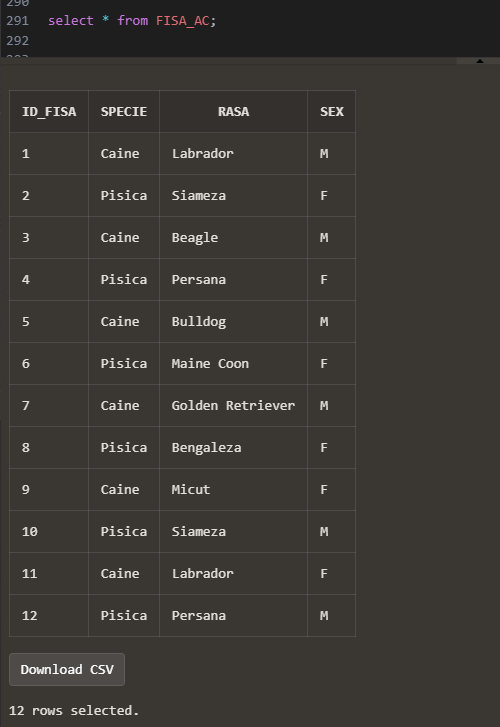 290
291 select * from FISA_AC;
292
ID_FISA SPECIE RASA SEX
1 Caine Labrador M
2 Pisica Siameza F
3 Caine Beagle M
4 Pisica Persana F
5 Caine Bulldog M
6 Pisica Maine Coon F
7 Caine Golden Retriever M
8 Pisica Bengaleza F
9 Caine Micut F
10 Pisica Siameza M
11 Caine Labrador F
12 Pisica Persana M
Download CSV
12 rows selected.